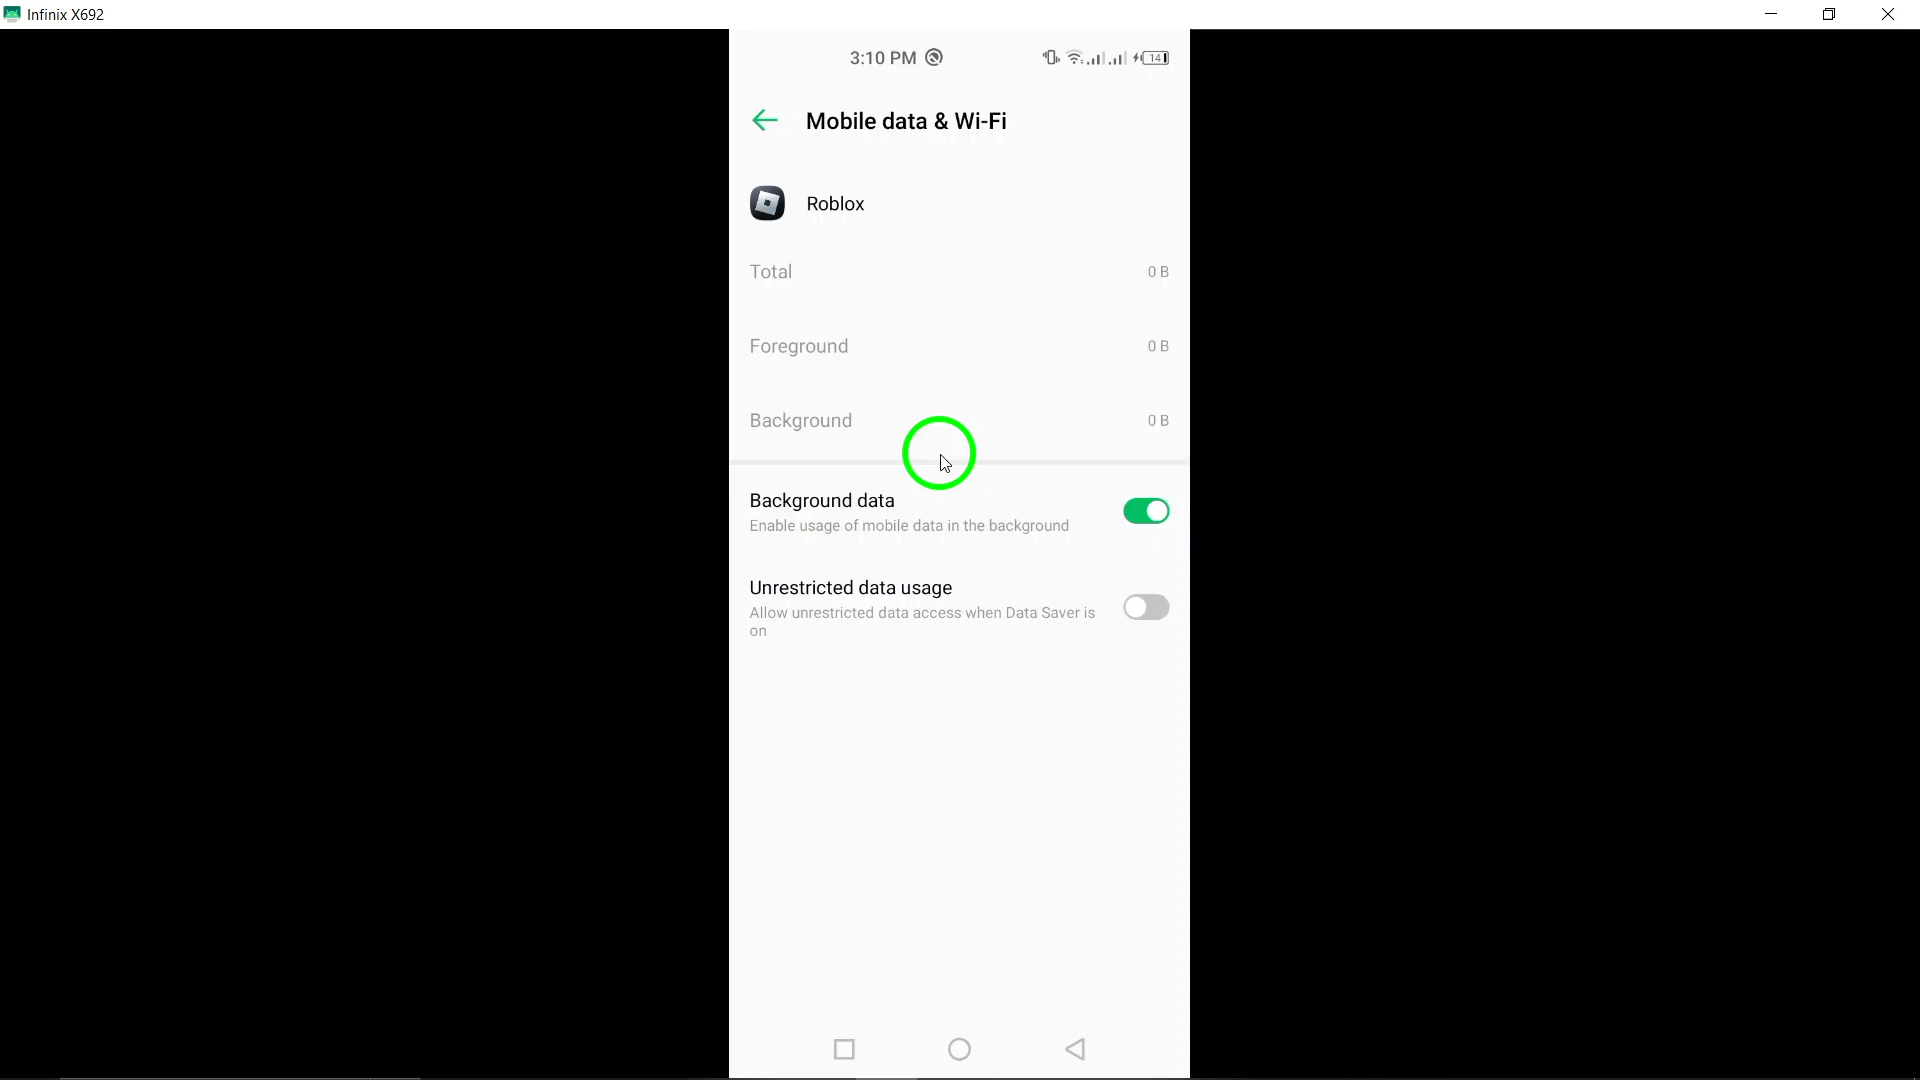 Infinix X692
3:10 PM
14
Mobile data & Wi-Fi
Roblox
Total 0 B
Foreground 0 B
Background 0 B
Background data
Enable usage of mobile data in the background
Unrestricted data usage
Allow unrestricted data access when Data Saver is
on